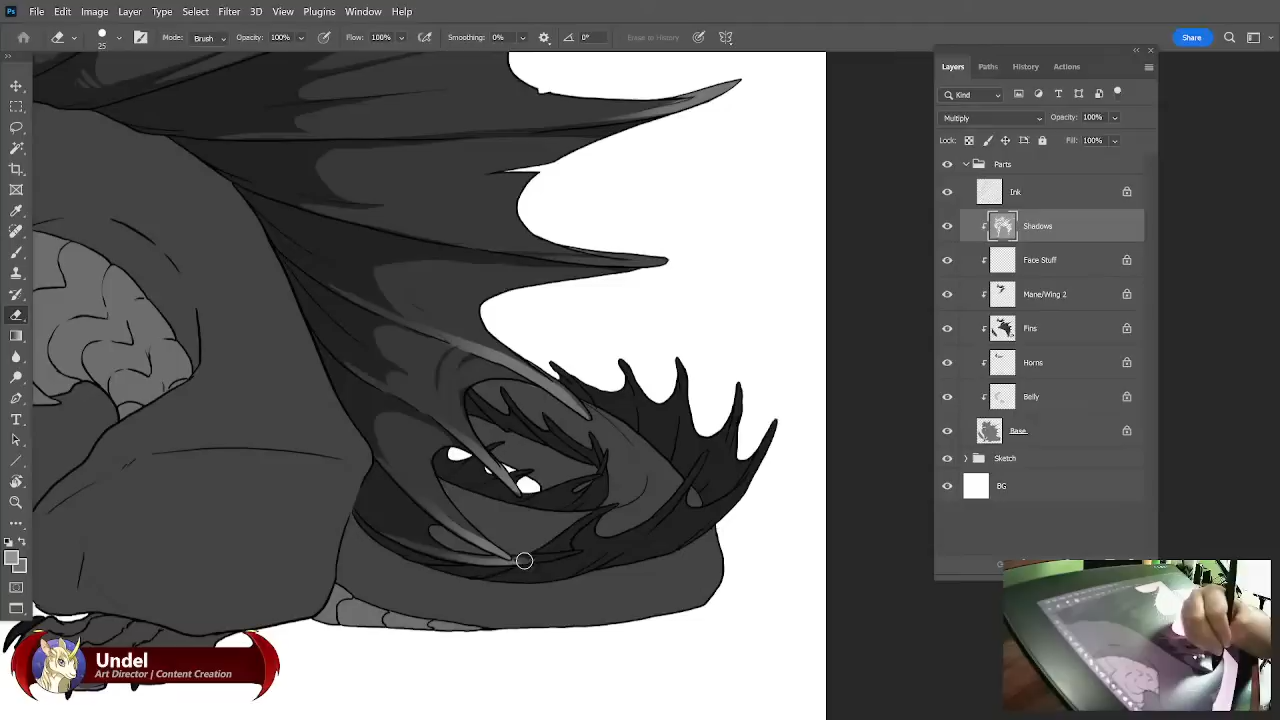 Ps File Edit Image Layer Type Select Filter 3D View Plugins Window Help
25 Mode: Brush Opacity: 100% Flow: 100% Smoothing: 0% 0° Erase to History Share
Layers Paths History Actions
Kind
Multiply Opacity: 100%
Lock: Fill: 100%
Parts
Ink
Shadows
Face Stuff
Mane/Wing 2
Fins
Horns
Belly
Base
Sketch
BG
Undel
Art Director | Content Creation